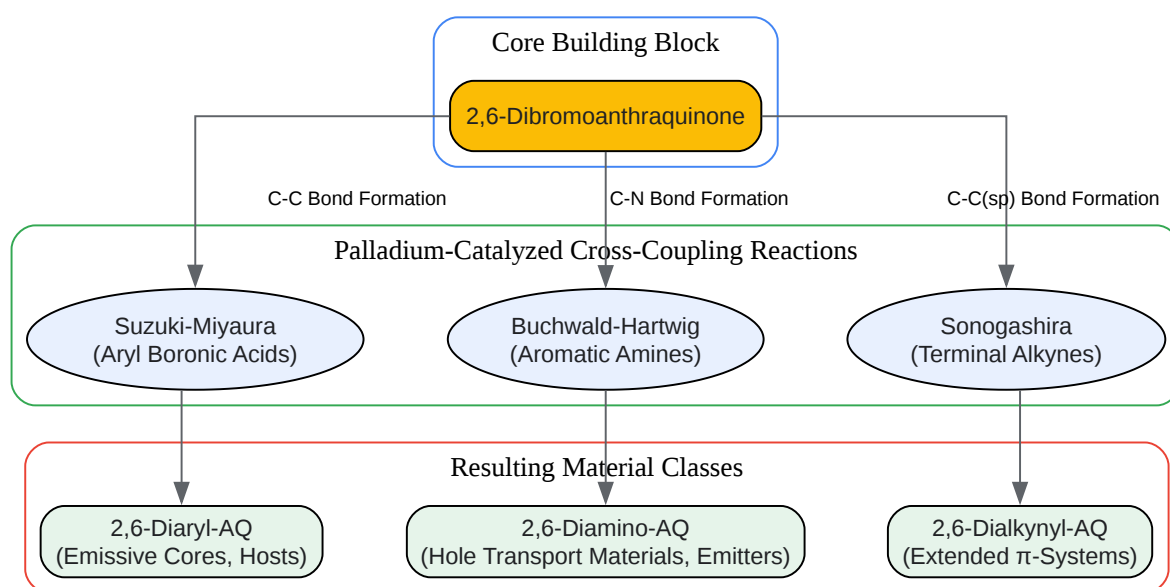 Core Building Block
2,6-Dibromoanthraquinone
C-C Bond Formation
C-N Bond Formation
C-C(sp) Bond Formation
Palladium-Catalyzed Cross-Coupling Reactions
Suzuki-Miyaura
(Aryl Boronic Acids)
Buchwald-Hartwig
(Aromatic Amines)
Sonogashira
(Terminal Alkynes)
Resulting Material Classes
2,6-Diaryl-AQ
(Emissive Cores, Hosts)
2,6-Diamino-AQ
(Hole Transport Materials, Emitters)
2,6-Dialkynyl-AQ
(Extended π-Systems)